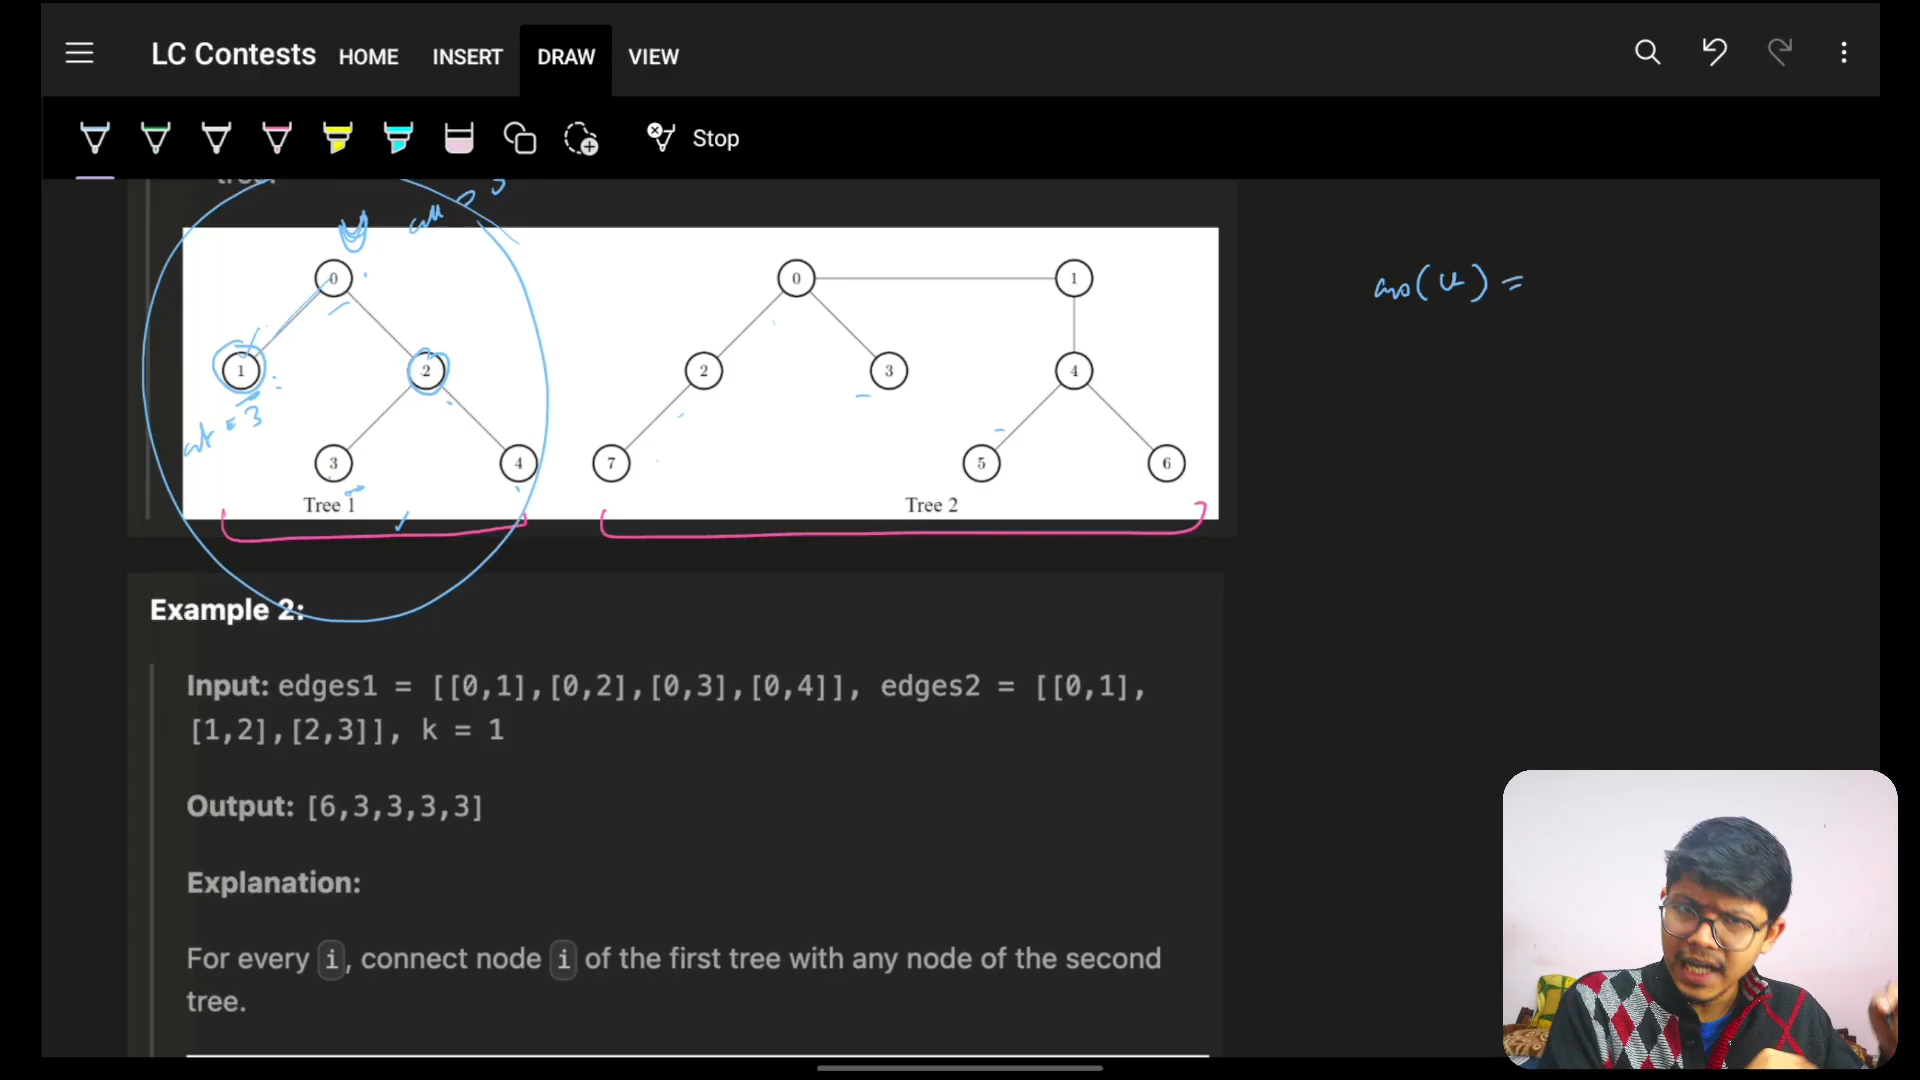 LC Contests HOME INSERT DRAW VIEW
Stop
tree.
0 0 1
1 2 2 3 4
cnt = 3
3 4 7 5 6
Tree 1 Tree 2
ans(u) =
Example 2:
Input: edges1 = [[0,1],[0,2],[0,3],[0,4]], edges2 = [[0,1],
[1,2],[2,3]], k = 1
Output: [6,3,3,3,3]
Explanation:
For every i, connect node i of the first tree with any node of the second
tree.